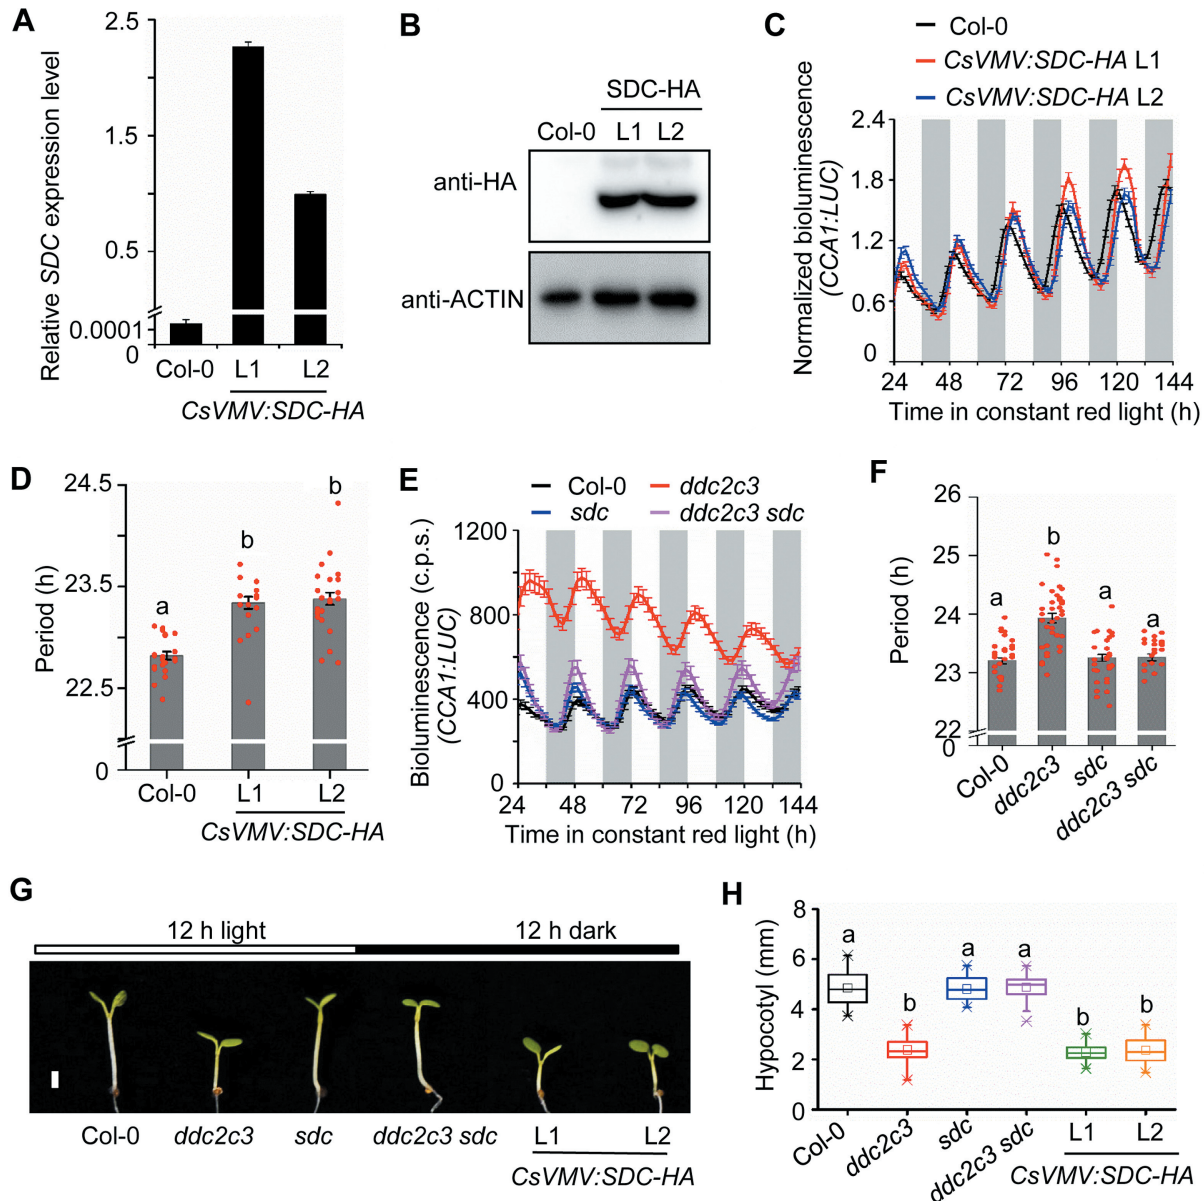 A
Relative SDC expression level
2.5
1.5
0.5
0.0001
0
Col-0
L1
L2
CsVMV:SDC-HA
B
SDC-HA
Col-0
L1
L2
anti-HA
anti-ACTIN
C
Col-0
CsVMV:SDC-HA L1
CsVMV:SDC-HA L2
Normalized bioluminescence
(CCA1:LUC)
2.4
1.8
1.2
0.6
0
24
48
72
96
120
144
Time in constant red light (h)
D
Period (h)
24.5
23.5
22.5
0
a
b
b
Col-0
L1
L2
CsVMV:SDC-HA
E
Col-0
ddc2c3
sdc
ddc2c3 sdc
Bioluminescence (c.p.s.)
(CCA1:LUC)
1200
800
400
0
24
48
72
96
120
144
Time in constant red light (h)
F
Period (h)
26
25
24
23
22
0
a
b
a
a
Col-0
ddc2c3
sdc
ddc2c3 sdc
G
12 h light
12 h dark
Col-0
ddc2c3
sdc
ddc2c3 sdc
L1
L2
CsVMV:SDC-HA
H
Hypocotyl (mm)
8
6
4
2
0
a
b
a
a
b
b
Col-0
ddc2c3
sdc
ddc2c3 sdc
L1
L2
CsVMV:SDC-HA